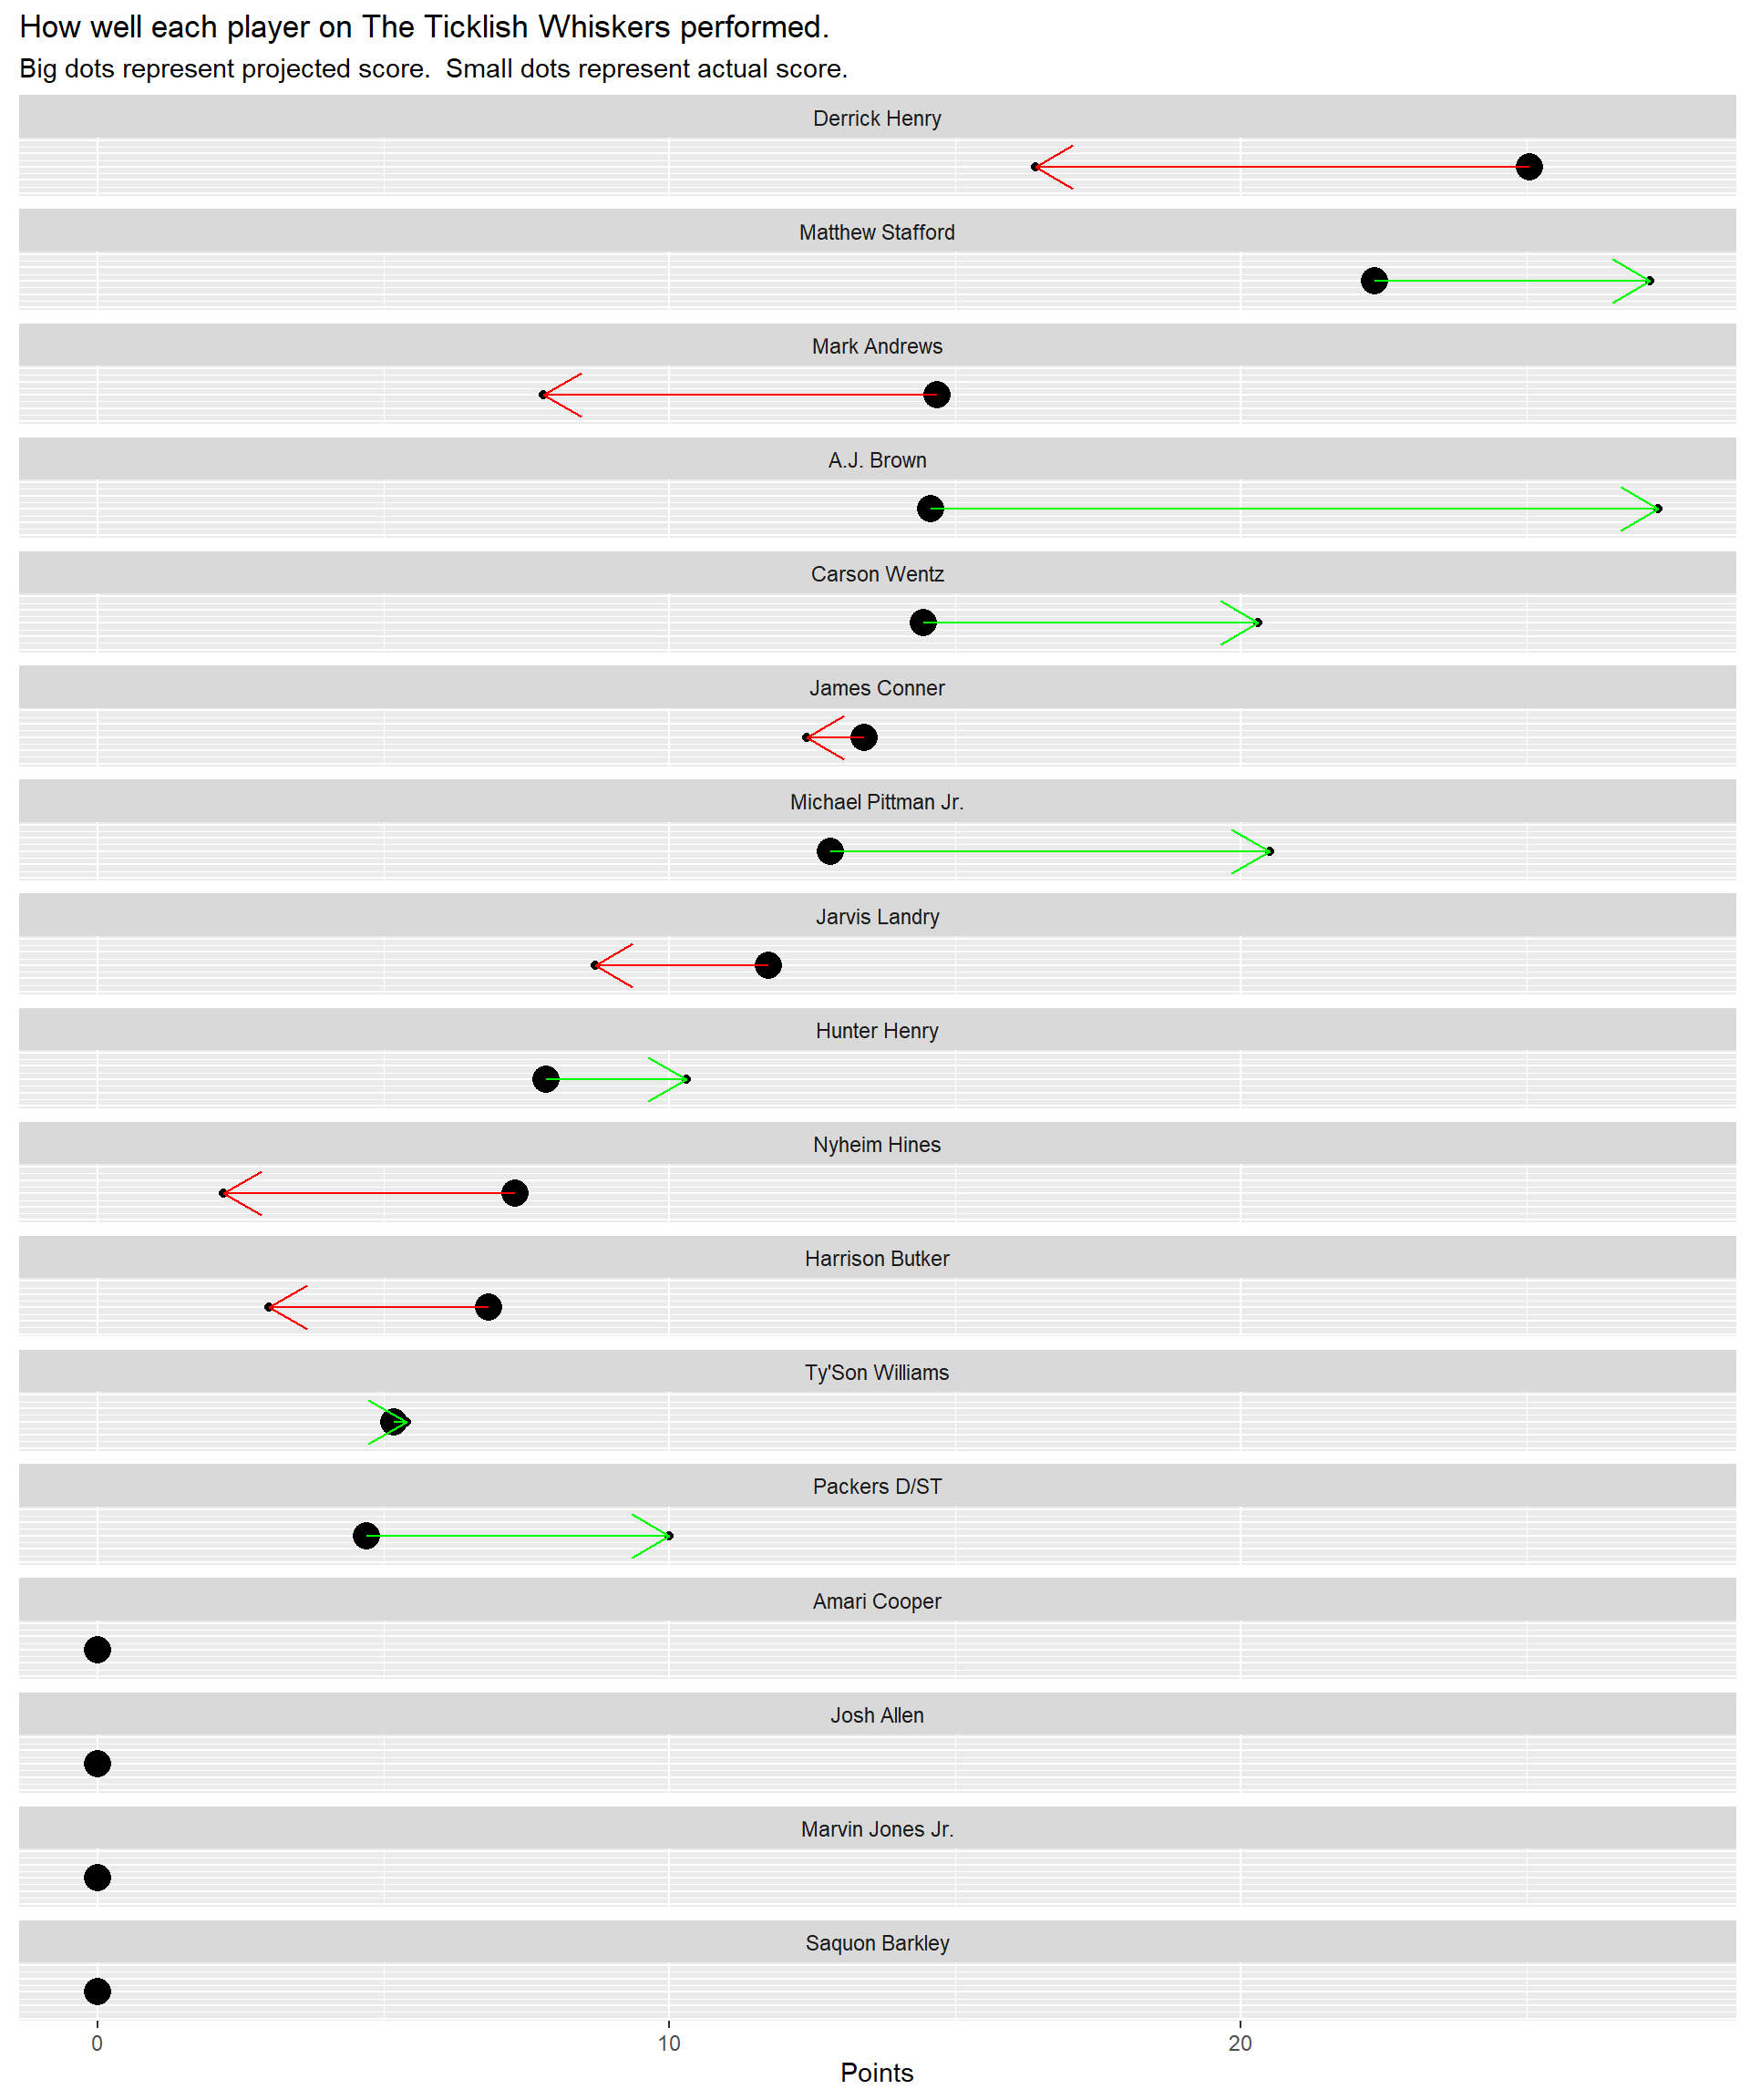 How well each player on The Ticklish Whiskers performed.
Big dots represent projected score.  Small dots represent actual score.
Derrick Henry
Matthew Stafford
Mark Andrews
A.J. Brown
Carson Wentz
James Conner
Michael Pittman Jr.
Jarvis Landry
Hunter Henry
Nyheim Hines
Harrison Butker
Ty'Son Williams
Packers D/ST
Amari Cooper
Josh Allen
Marvin Jones Jr.
Saquon Barkley
0 10 20
Points